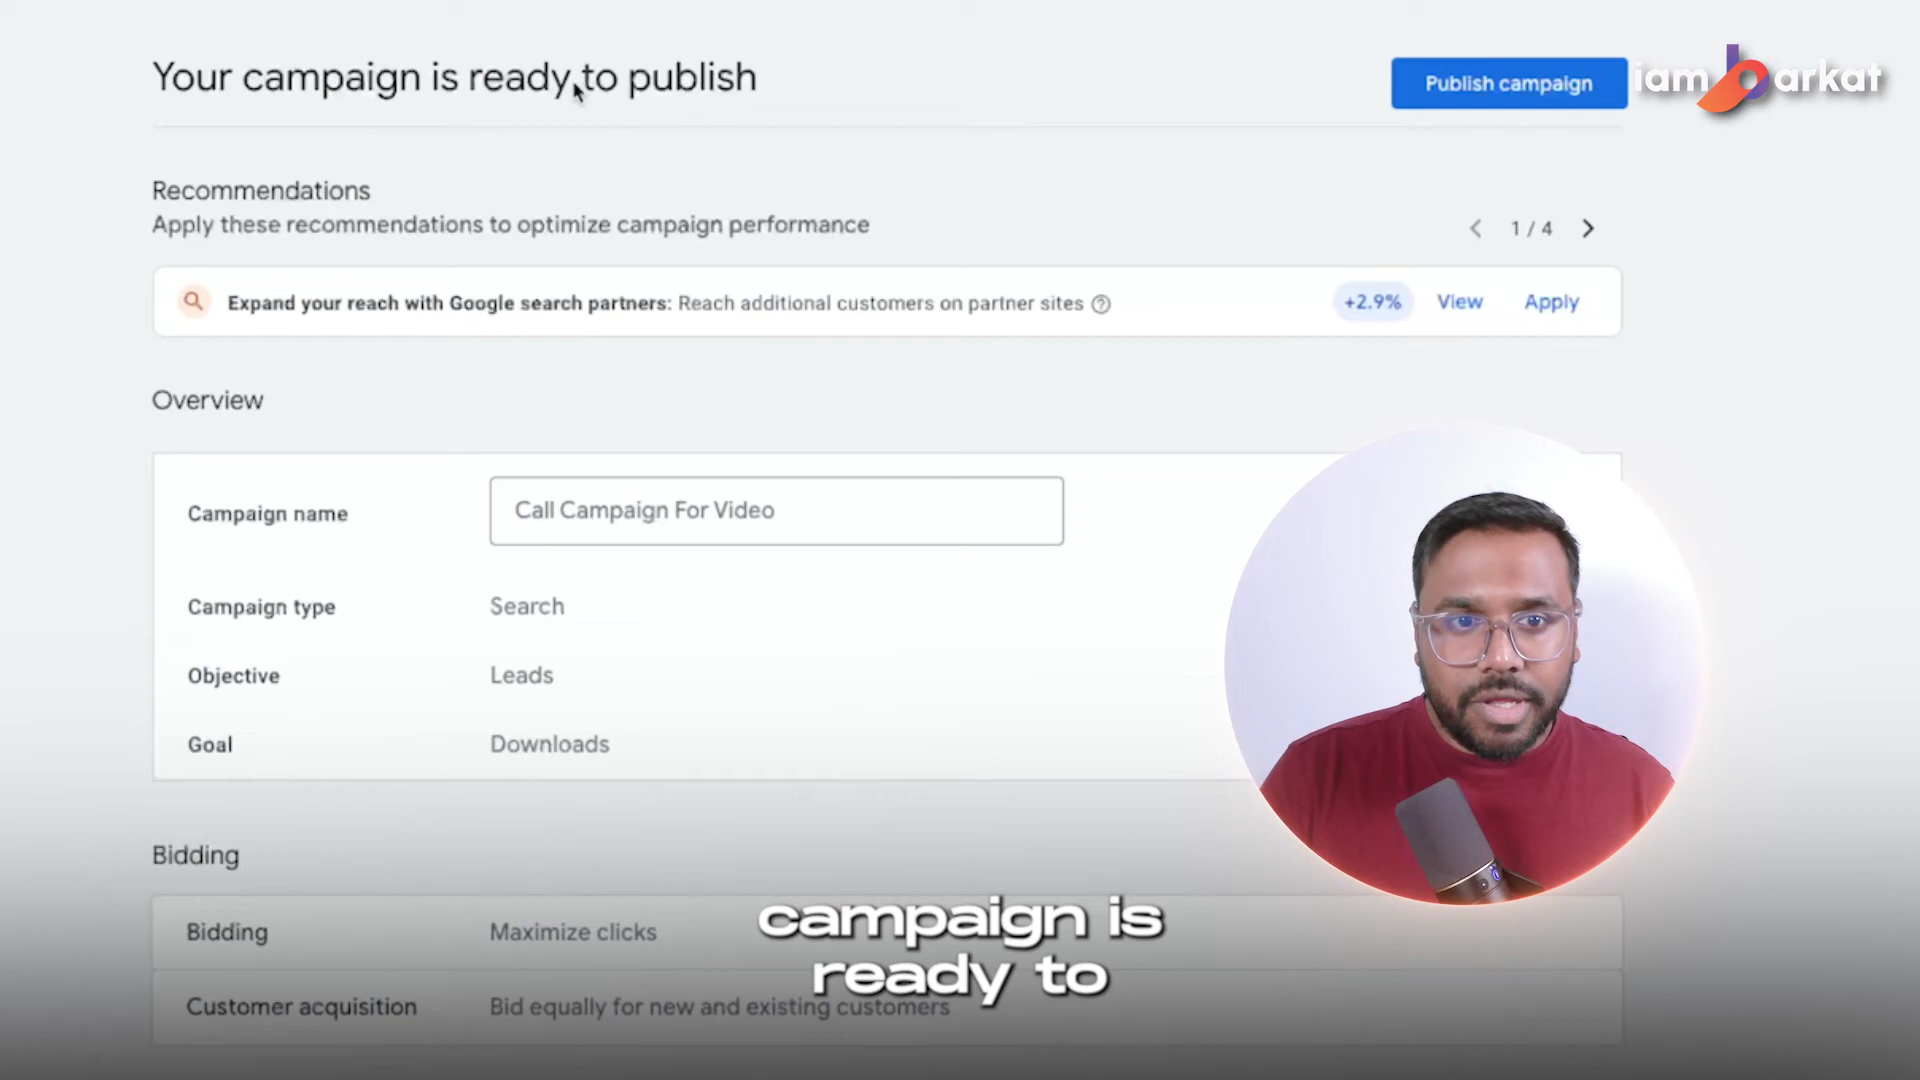 Your campaign is ready to publish
Publish campaign
iam barkat
Recommendations
Apply these recommendations to optimize campaign performance
1 / 4
Expand your reach with Google search partners: Reach additional customers on partner sites
+2.9%
View
Apply
Overview
Campaign name
Call Campaign For Video
Campaign type
Search
Objective
Leads
Goal
Downloads
Bidding
Bidding
Maximize clicks
Customer acquisition
Bid equally for new and existing customers
campaign is
ready to